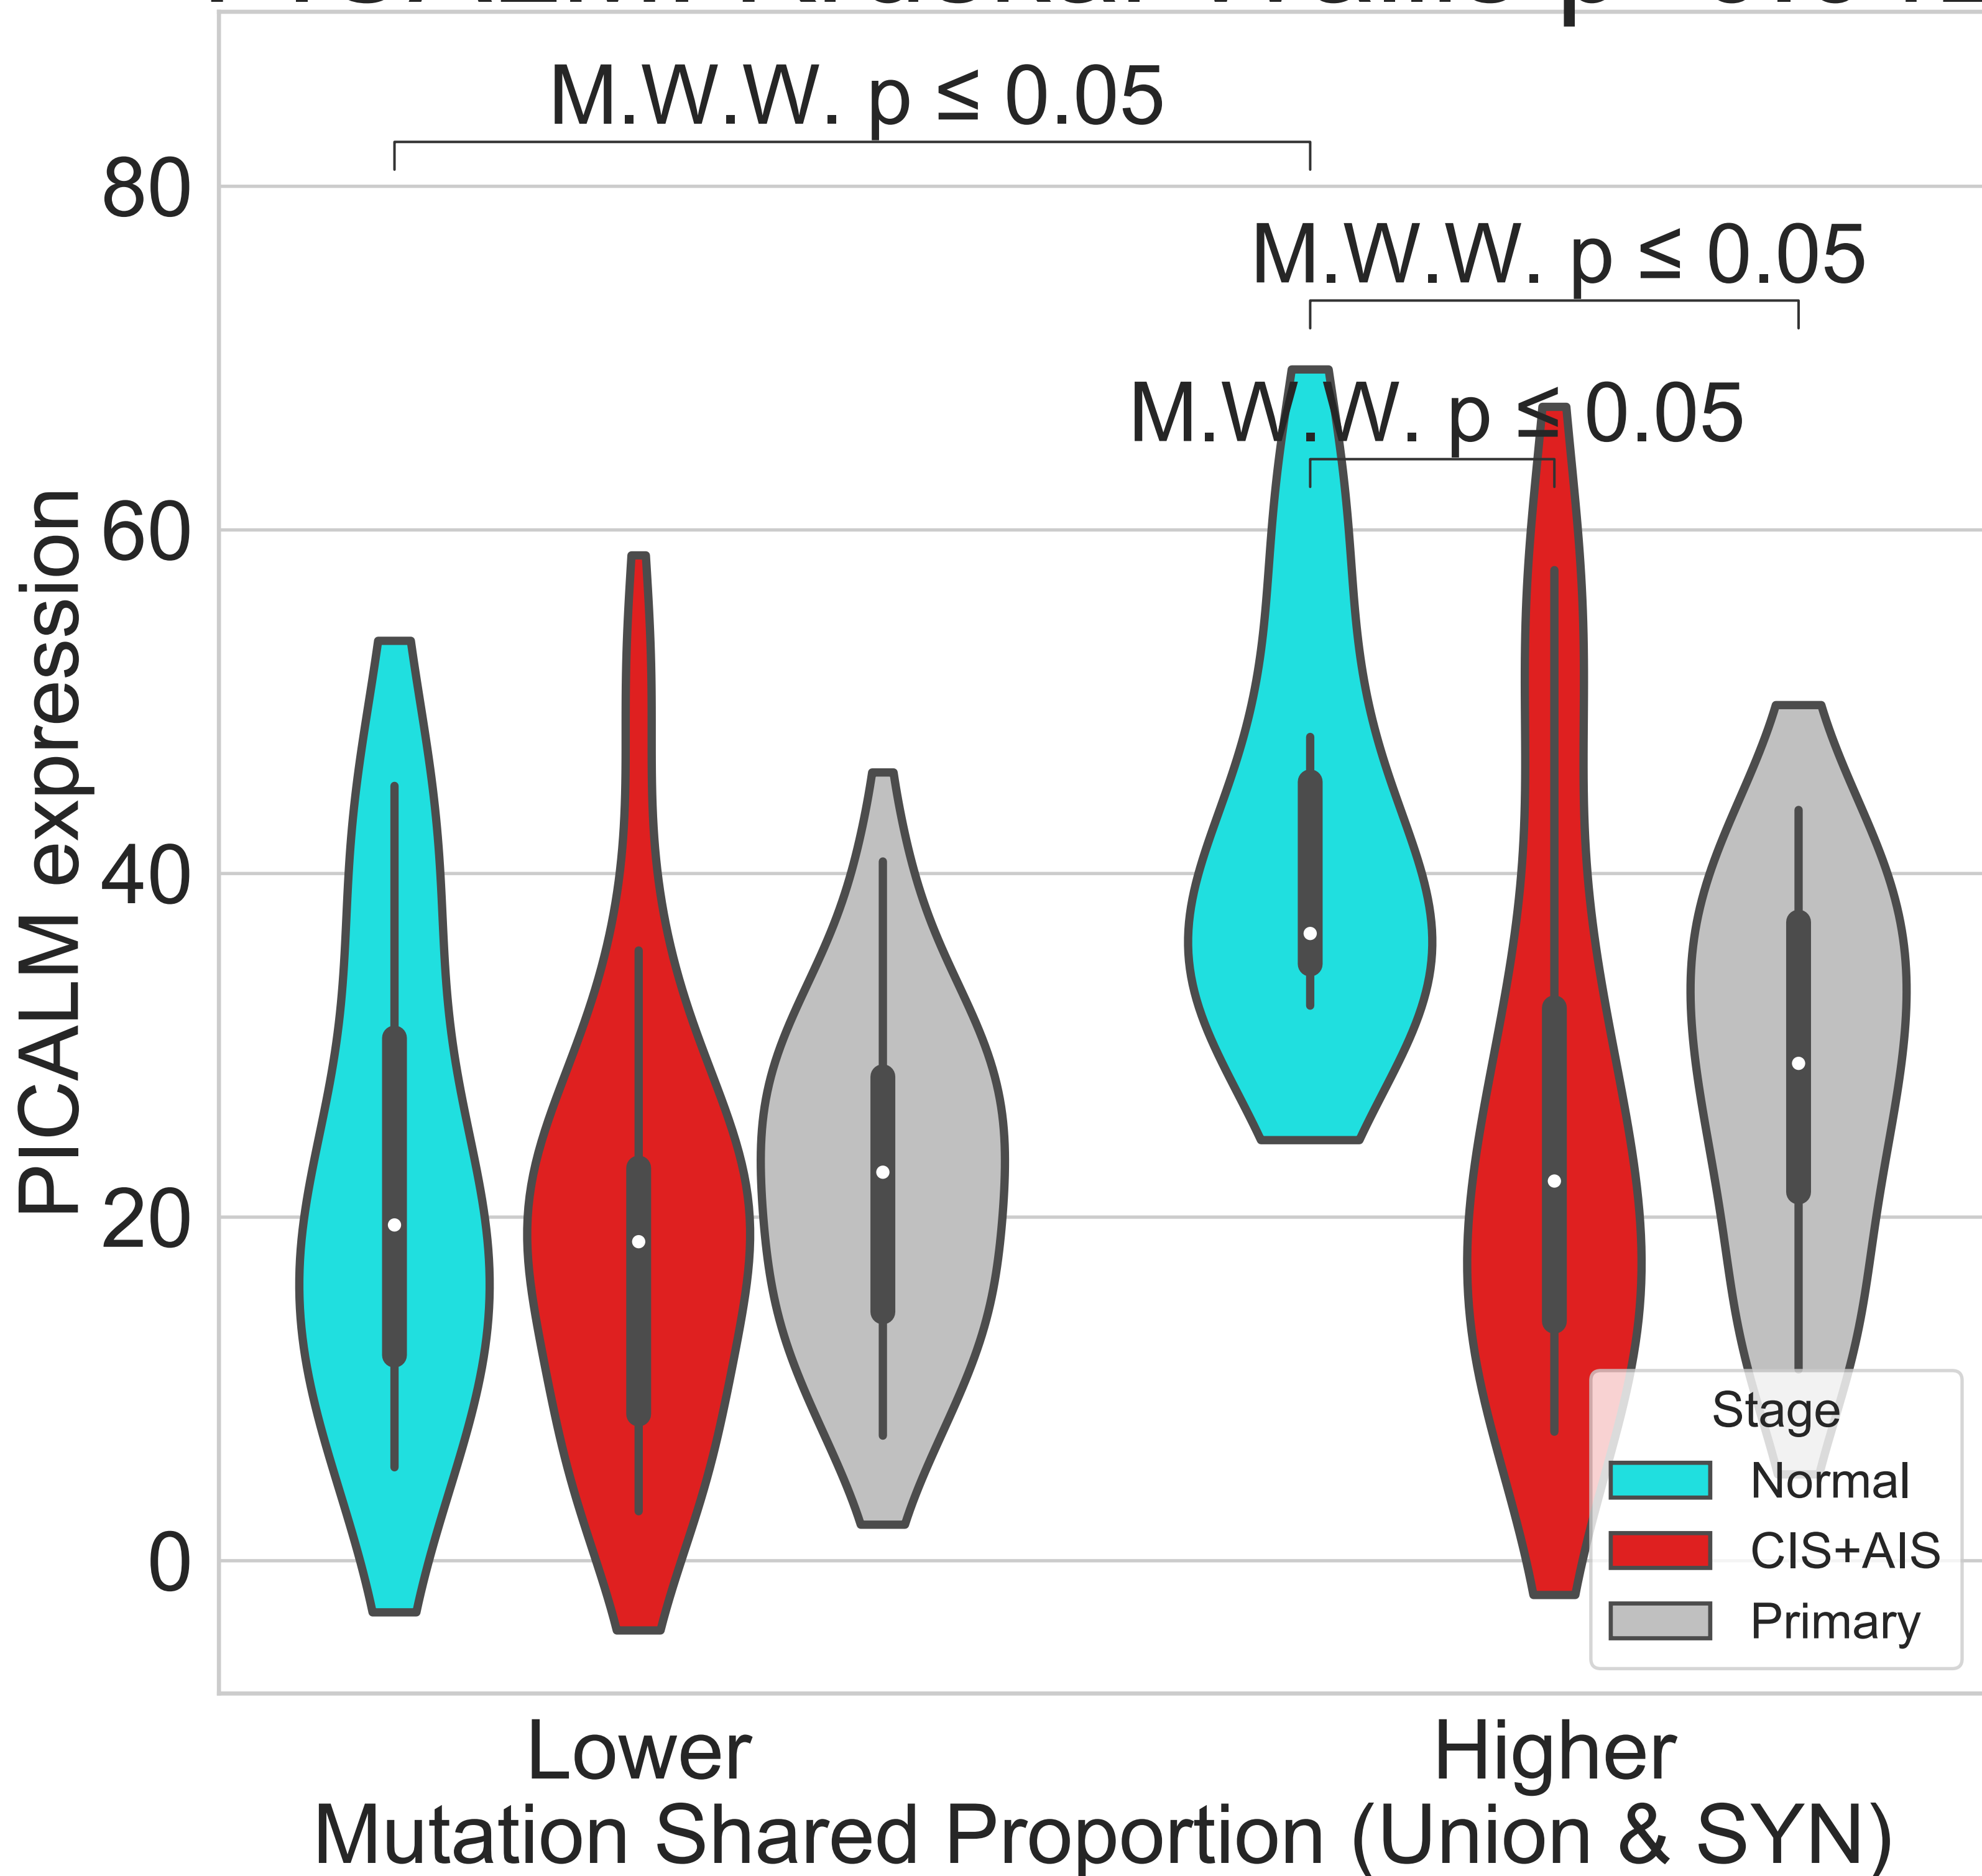 M.W.W. p ≤ 0.05
80
M.W.W. p ≤ 0.05
M.W.W. p ≤ 0.05
60
PICALM expression
40
20
0
Stage
Normal
CIS+AIS
Primary
Lower
Higher
Mutation Shared Proportion (Union & SYN)